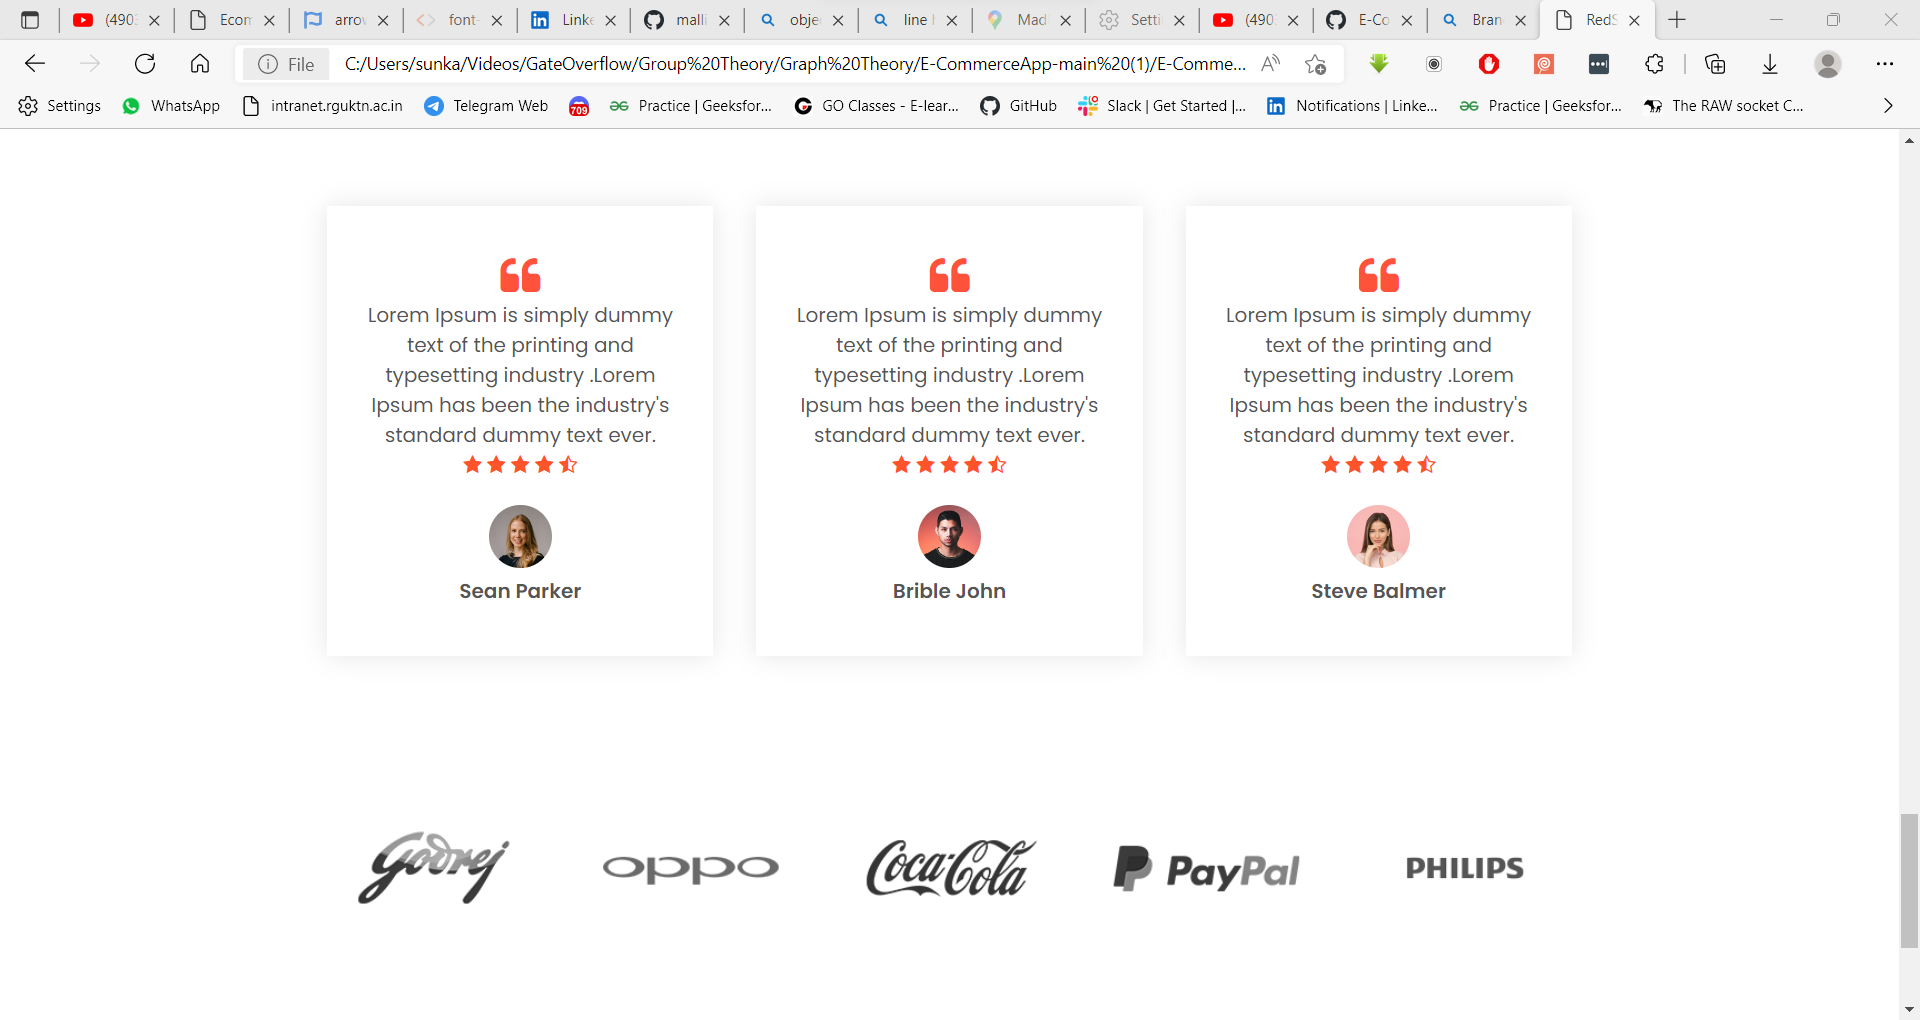 (490
Econ
arro
font-
Linke
malli
obje
line
Mad
Setti
(490
E-Co
Bran
RedS
File
C:/Users/sunka/Videos/GateOverflow/Group%20Theory/Graph%20Theory/E-CommerceApp-main%20(1)/E-Comme...
Settings
WhatsApp
intranet.rguktn.ac.in
Telegram Web
709
Practice | Geeksfor...
GO Classes - E-lear...
GitHub
Slack | Get Started |...
Notifications | Linke...
Practice | Geeksfor...
The RAW socket C...
Lorem Ipsum is simply dummy
text of the printing and
typesetting industry .Lorem
Ipsum has been the industry's
standard dummy text ever.
Sean Parker
Lorem Ipsum is simply dummy
text of the printing and
typesetting industry .Lorem
Ipsum has been the industry's
standard dummy text ever.
Brible John
Lorem Ipsum is simply dummy
text of the printing and
typesetting industry .Lorem
Ipsum has been the industry's
standard dummy text ever.
Steve Balmer
Godrej
oppo
Coca-Cola
PayPal
PHILIPS